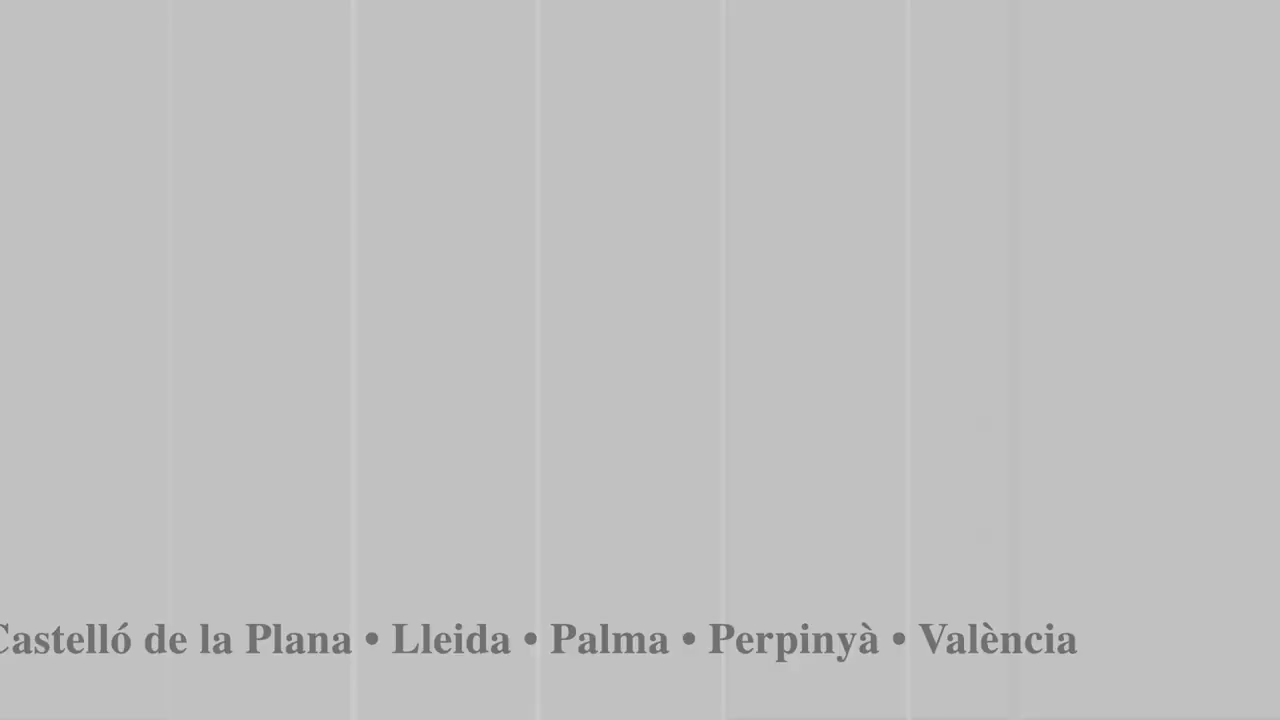 Castelló de la Plana • Lleida • Palma • Perpinyà • València